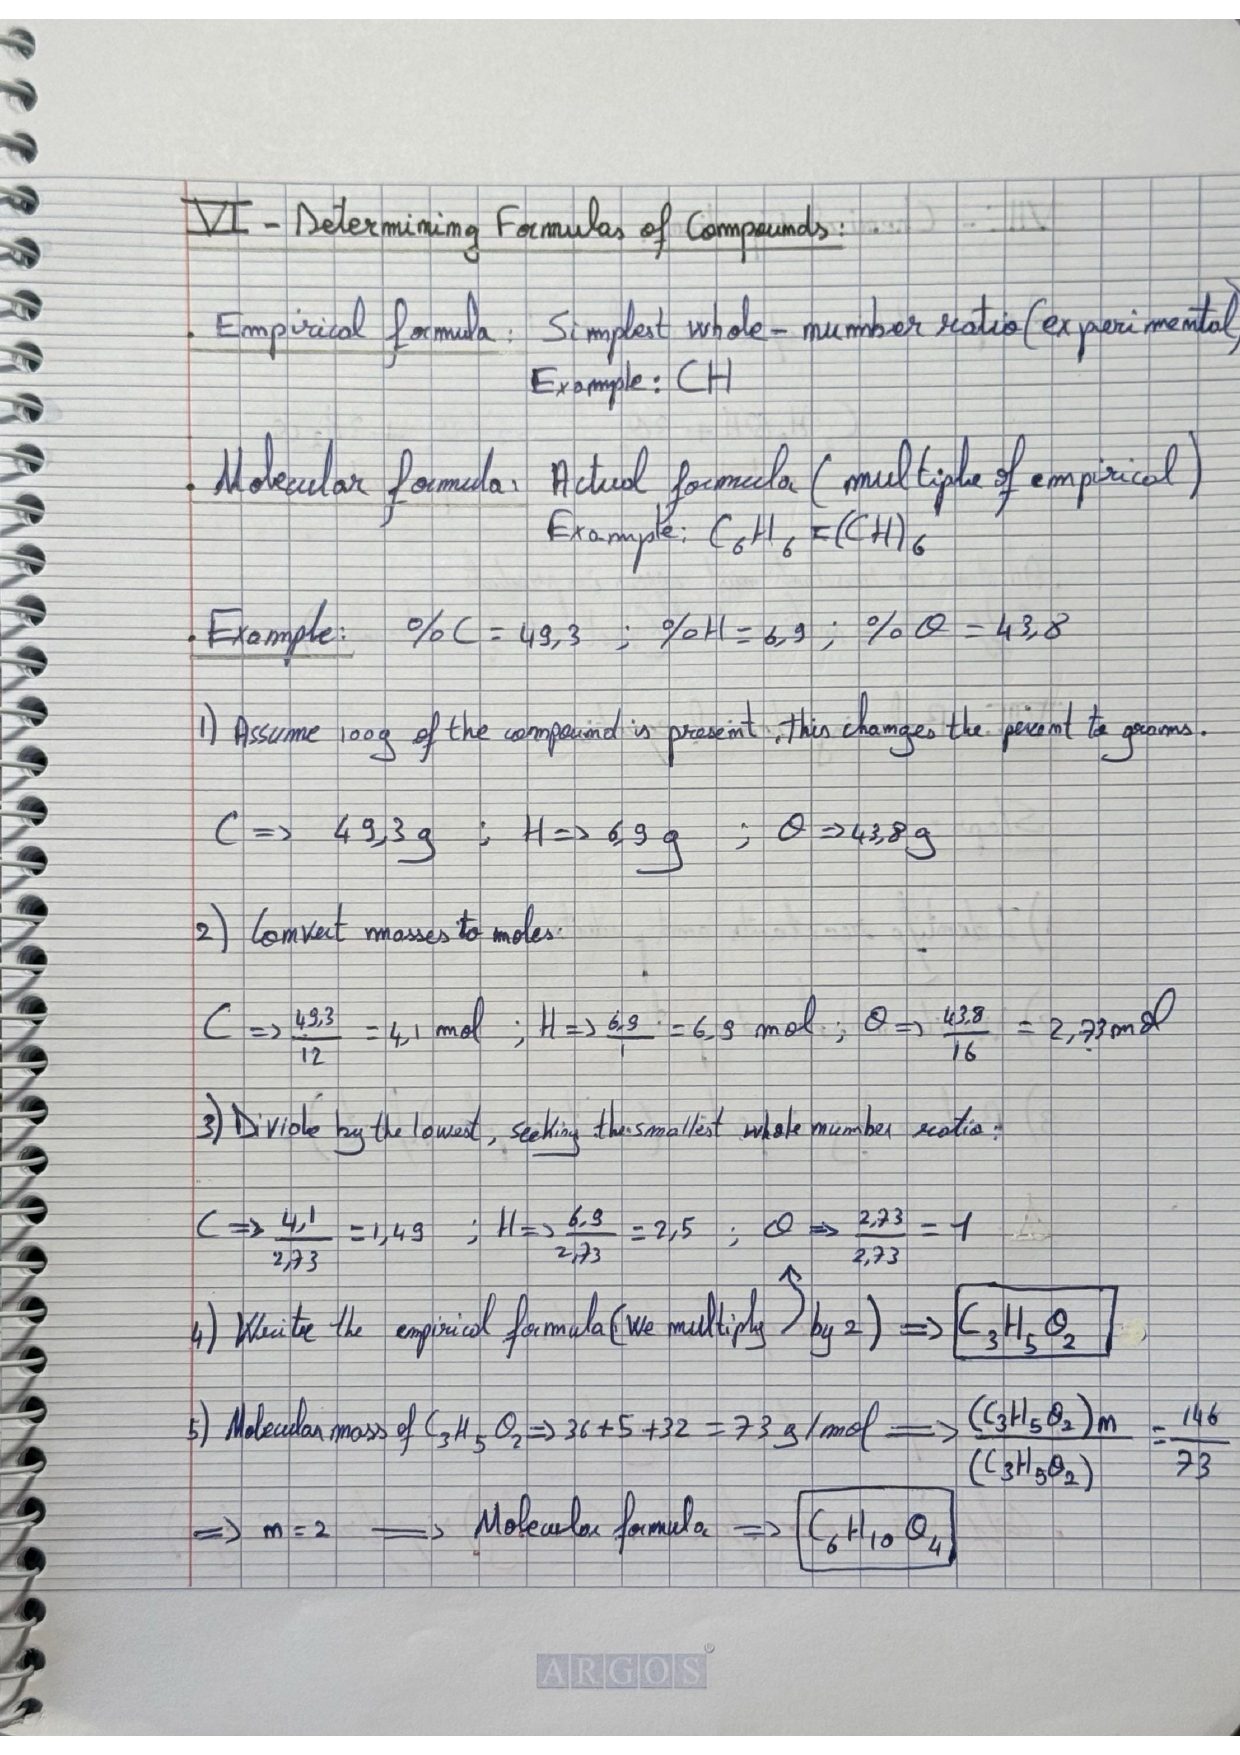 VI - Determining Formulas of Compounds:
. Empirical formula: Simplest whole-number ratio (experimental)
Example: CH
. Molecular formula: Actual formula (multiple of empirical)
Example: C₆H₆ = (CH)₆
. Example: %C = 49,3 ; %H = 6,9 ; %O = 43,8
1) Assume 100g of the compound is present, this changes the percent to grams.
C => 49,3g ; H => 6,9g ; O => 43,8g
2) Convert masses to moles.
C => 49,3/12 = 4,1 mol ; H => 6,9/1 = 6,9 mol ; O => 43,8/16 = 2,73 mol
3) Divide by the lowest, seeking the smallest whole number ratio:
C => 4,1/2,73 = 1,49 ; H => 6,9/2,73 = 2,5 ; O => 2,73/2,73 = 1
4) Write the empirical formula (we multiply ↑ by 2) => C₃H₅O₂
5) Molecular mass of C₃H₅O₂ => 36+5+32 = 73 g/mol => (C₃H₅O₂)n/(C₃H₅O₂) = 146/73
=> n = 2 => Molecular formula => C₆H₁₀O₄
ARGOS®